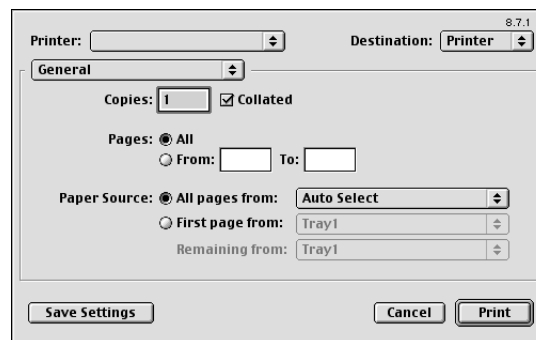 8.7.1
Printer: Destination: Printer
General
Copies: 1 Collated
Pages: All
From: To:
Paper Source: All pages from: Auto Select
First page from: Tray1
Remaining from: Tray1
Save Settings Cancel Print